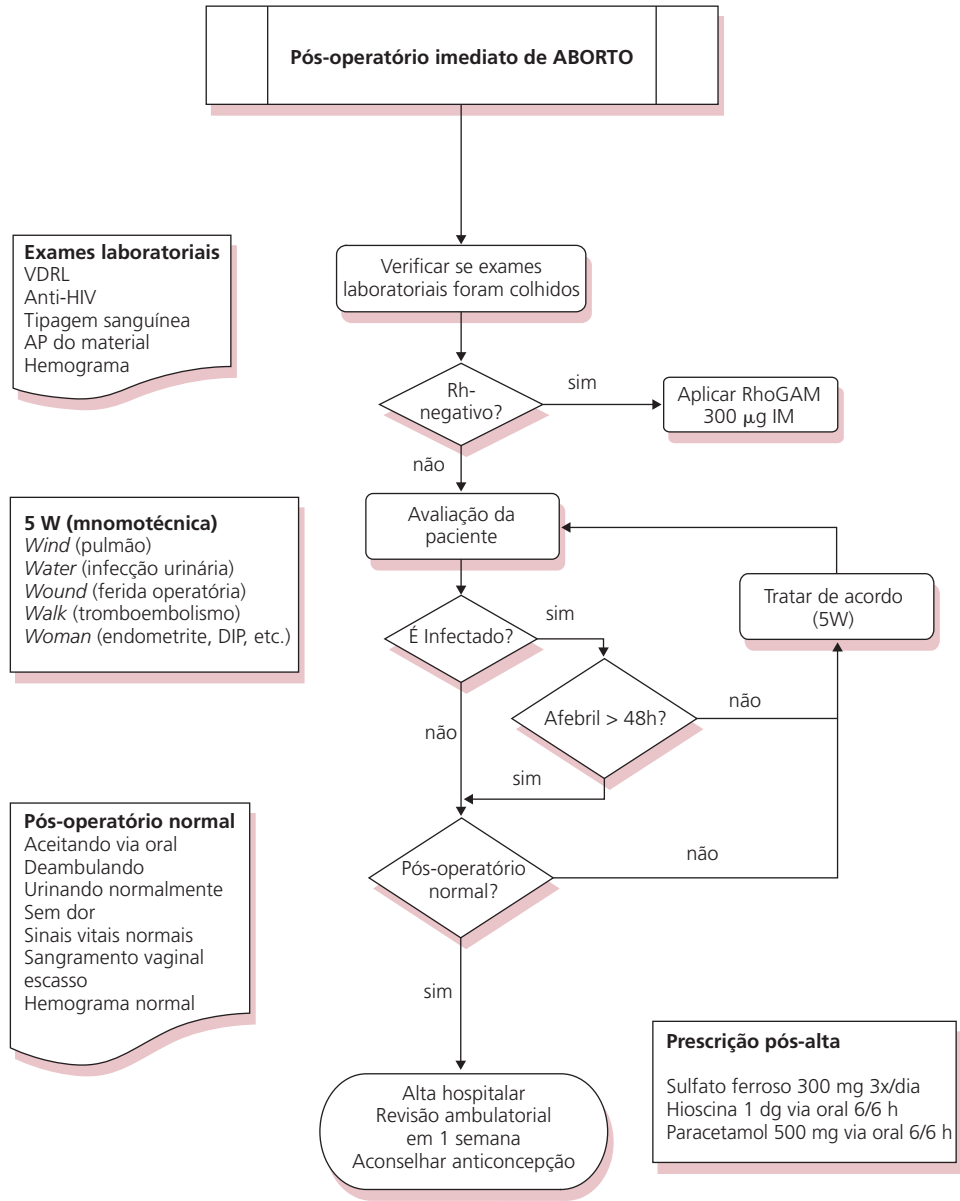 Pós-operatório imediato de ABORTO
Exames laboratoriais
VDRL
Anti-HIV
Tipagem sanguínea
AP do material
Hemograma
Verificar se exames
laboratoriais foram colhidos
Rh-
negativo?
sim
Aplicar RhoGAM
300 μg IM
não
5 W (mnomotécnica)
Wind (pulmão)
Water (infecção urinária)
Wound (ferida operatória)
Walk (tromboembolismo)
Woman (endometrite, DIP, etc.)
Avaliação da
paciente
Tratar de acordo
(5W)
É Infectado?
sim
não
Afebril > 48h?
não
sim
Pós-operatório normal
Aceitando via oral
Deambulando
Urinando normalmente
Sem dor
Sinais vitais normais
Sangramento vaginal
escasso
Hemograma normal
Pós-operatório
normal?
não
sim
Alta hospitalar
Revisão ambulatorial
em 1 semana
Aconselhar anticoncepção
Prescrição pós-alta
Sulfato ferroso 300 mg 3x/dia
Hioscina 1 dg via oral 6/6 h
Paracetamol 500 mg via oral 6/6 h